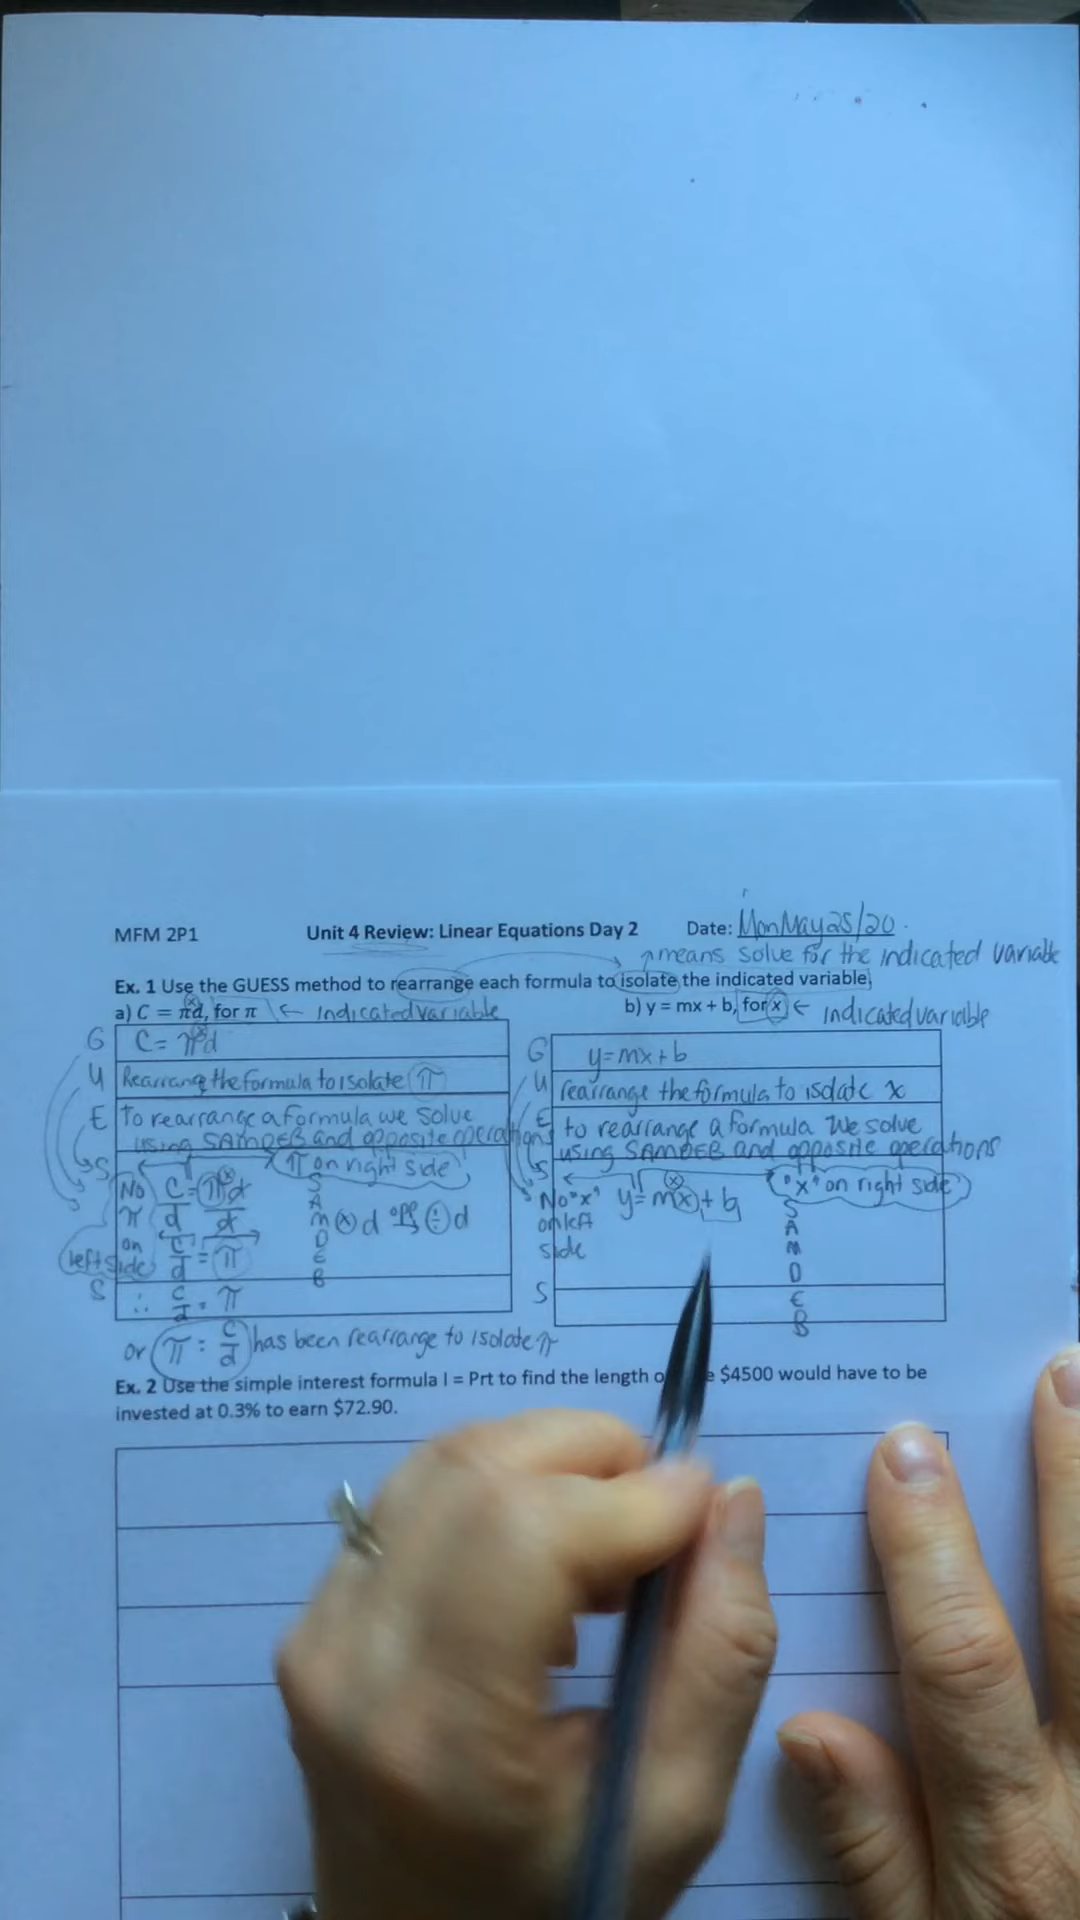 MFM 2P1 Unit 4 Review: Linear Equations Day 2 Date: Mon May 25/20
means solve for the indicated variable
Ex. 1 Use the GUESS method to rearrange each formula to isolate the indicated variable
a) C = πd, for π ← Indicated variable
b) y = mx + b, for x ← indicated variable
G C = πd
U Rearrange the formula to isolate π
E To rearrange a formula we solve
using SAMDEB and opposite operations
S π on right side
No π on left side
C = πd
d d
C/d = π
S
A
M ⊗ d opp ÷ d
D
E
B
S ∴ C/d = π
or π = C/d has been rearrange to isolate π
G y = mx + b
U rearrange the formula to isolate x
E to rearrange a formula we solve
using SAMDEB and opposite operations
S "x" on right side
No "x" on left side
y = mx + b
S
A
M
D
E
B
S
Ex. 2 Use the simple interest formula I = Prt to find the length $4500 would have to be
invested at 0.3% to earn $72.90.